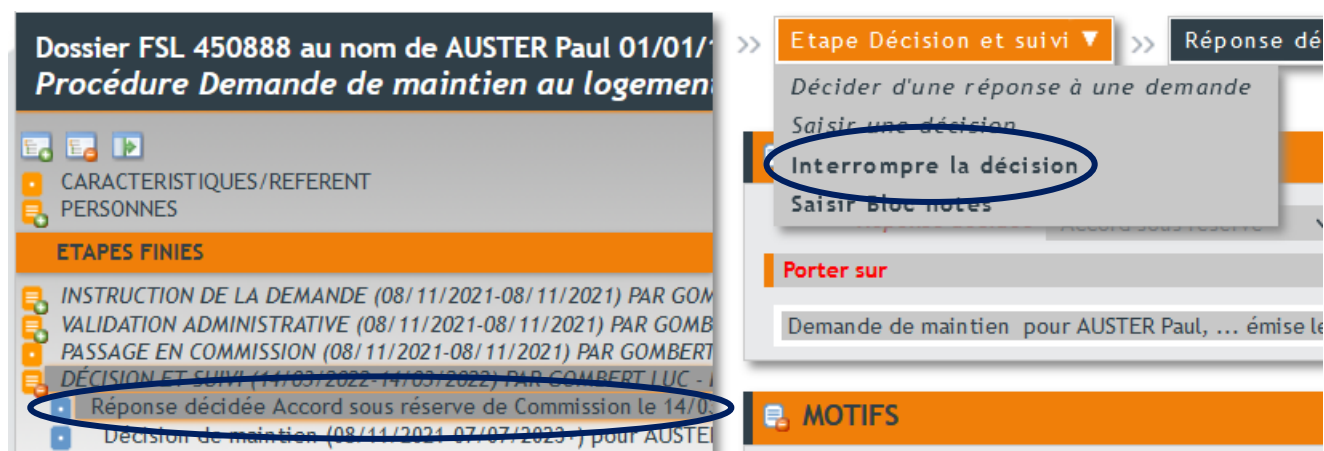 Dossier FSL 450888 au nom de AUSTER Paul 01/01/
Procédure Demande de maintien au logemen
CARACTERISTIQUES/REFERENT
PERSONNES
ETAPES FINIES
INSTRUCTION DE LA DEMANDE (08/11/2021-08/11/2021) PAR GOM
VALIDATION ADMINISTRATIVE (08/11/2021-08/11/2021) PAR GOMB
PASSAGE EN COMMISSION (08/11/2021-08/11/2021) PAR GOMBERT
DÉCISION ET SUIVI (14/03/2022-14/03/2022) PAR GOMBERT LUC -
Réponse décidée Accord sous réserve de Commission le 14/0
Décision de maintien (08/11/2021-07/07/2023+) pour AUSTE
Etape Décision et suivi ▼
Réponse dé
Décider d'une réponse à une demande
Saisir une décision
Interrompre la décision
Saisir Bloc notes
Réponse décidée Accord sous réserve
Porter sur
Demande de maintien pour AUSTER Paul, ... émise le
MOTIFS